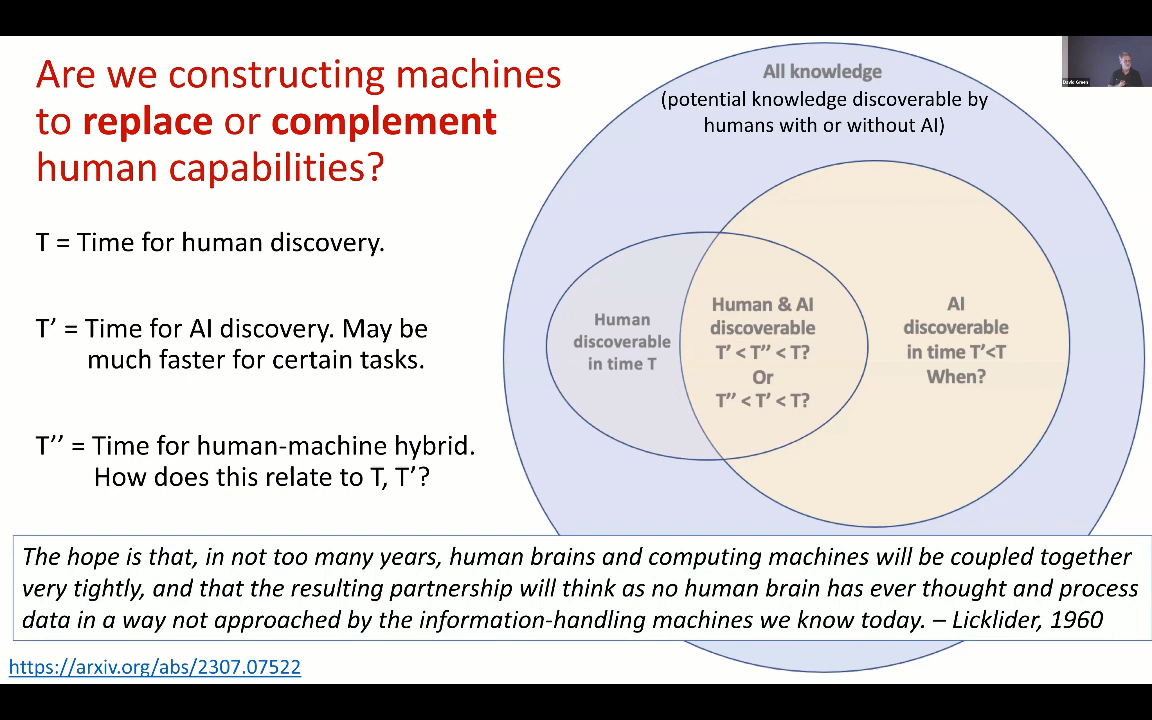 Are we constructing machines
to replace or complement
human capabilities?
T = Time for human discovery.
T’ = Time for AI discovery. May be
much faster for certain tasks.
T’’ = Time for human-machine hybrid.
How does this relate to T, T’?
All knowledge
(potential knowledge discoverable by
humans with or without AI)
Human
discoverable
in time T
Human & AI
discoverable
T’ < T’’ < T?
Or
T’’ < T’ < T?
AI
discoverable
in time T’<T
When?
The hope is that, in not too many years, human brains and computing machines will be coupled together
very tightly, and that the resulting partnership will think as no human brain has ever thought and process
data in a way not approached by the information-handling machines we know today. – Licklider, 1960
https://arxiv.org/abs/2307.07522
David Green